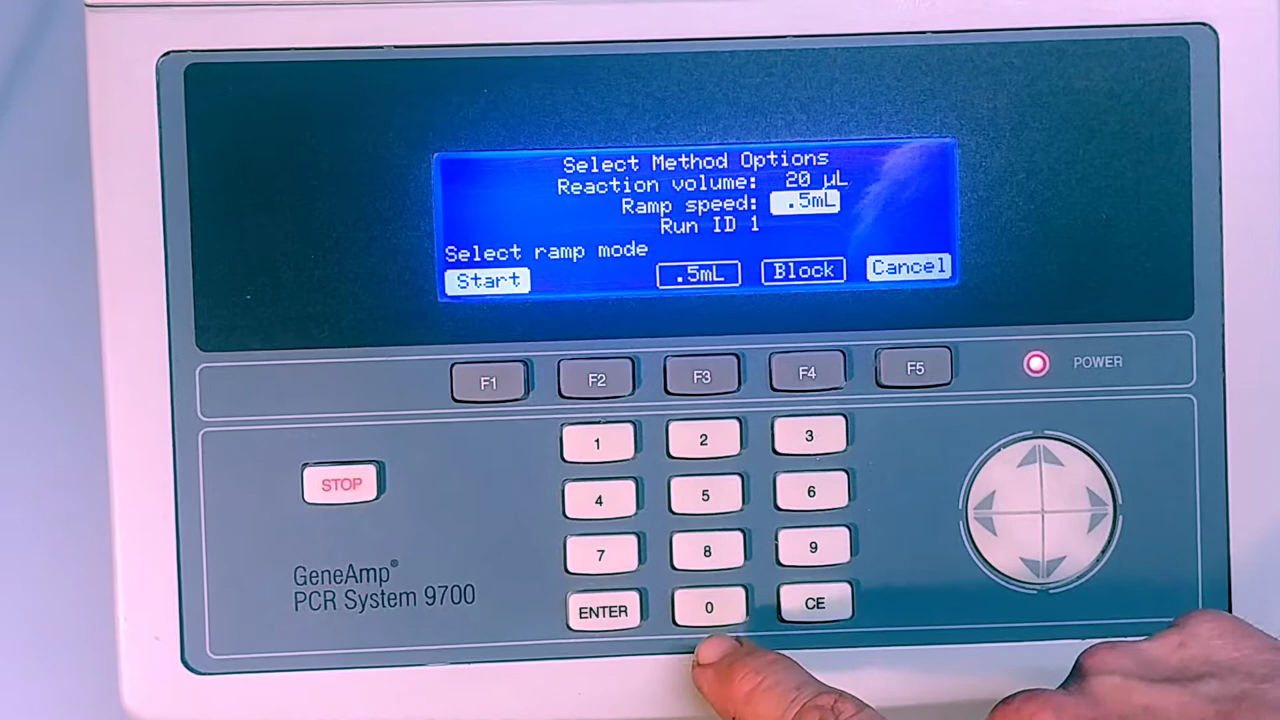 Select Method Options
Reaction volume: 20 µL
Ramp speed: .5mL
Run ID 1
Select ramp mode
Start .5mL Block Cancel
F1 F2 F3 F4 F5 POWER
1 2 3
STOP 4 5 6
7 8 9
GeneAmp®
PCR System 9700
ENTER 0 CE